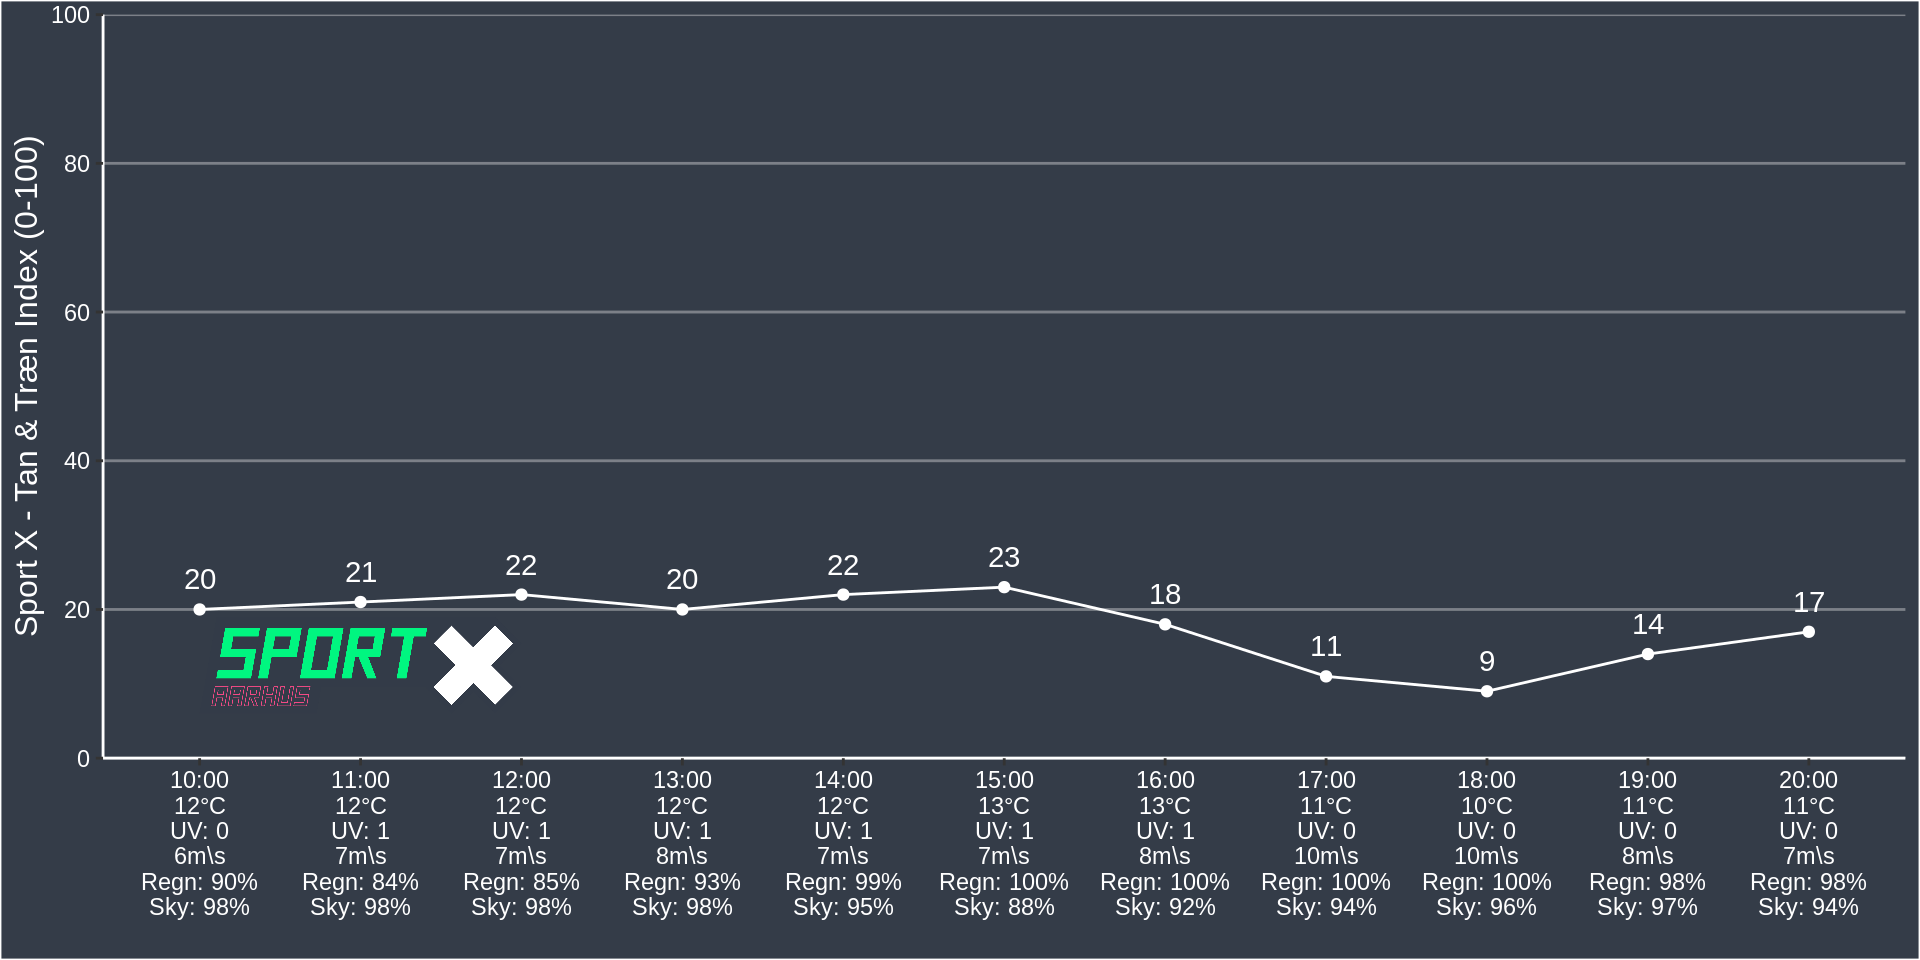 Sport X - Tan & Træn Index (0-100)
100
80
60
40
20
0
20
21
22
20
22
23
18
11
9
14
17
SPORT X
AARHUS
10:00 11:00 12:00 13:00 14:00 15:00 16:00 17:00 18:00 19:00 20:00
12°C 12°C 12°C 12°C 12°C 13°C 13°C 11°C 10°C 11°C 11°C
UV: 0 UV: 1 UV: 1 UV: 1 UV: 1 UV: 1 UV: 1 UV: 0 UV: 0 UV: 0 UV: 0
6m\s 7m\s 7m\s 8m\s 7m\s 7m\s 8m\s 10m\s 10m\s 8m\s 7m\s
Regn: 90% Regn: 84% Regn: 85% Regn: 93% Regn: 99% Regn: 100% Regn: 100% Regn: 100% Regn: 100% Regn: 98% Regn: 98%
Sky: 98% Sky: 98% Sky: 98% Sky: 98% Sky: 95% Sky: 88% Sky: 92% Sky: 94% Sky: 96% Sky: 97% Sky: 94%